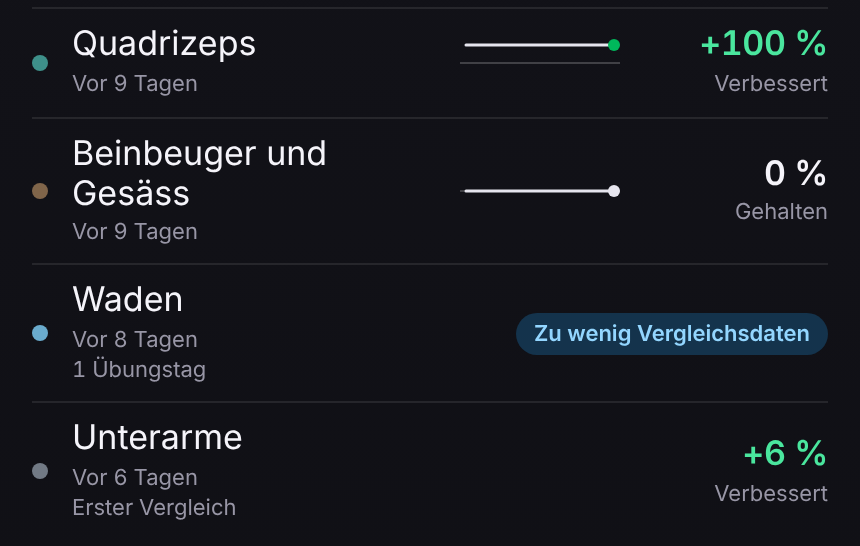 Quadrizeps
+100 %
Vor 9 Tagen
Verbessert
Beinbeuger und
Gesäss
0 %
Vor 9 Tagen
Gehalten
Waden
Vor 8 Tagen
1 Übungstag
Zu wenig Vergleichsdaten
Unterarme
+6 %
Vor 6 Tagen
Verbessert
Erster Vergleich